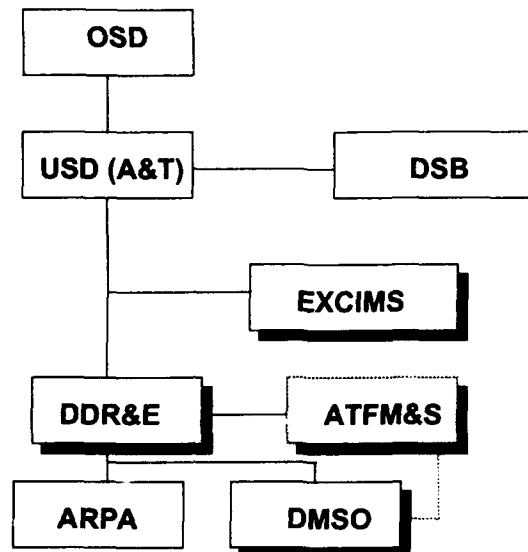 OSD
USD (A&T)
DSB
EXCIMS
DDR&E
ATFM&S
ARPA
DMSO